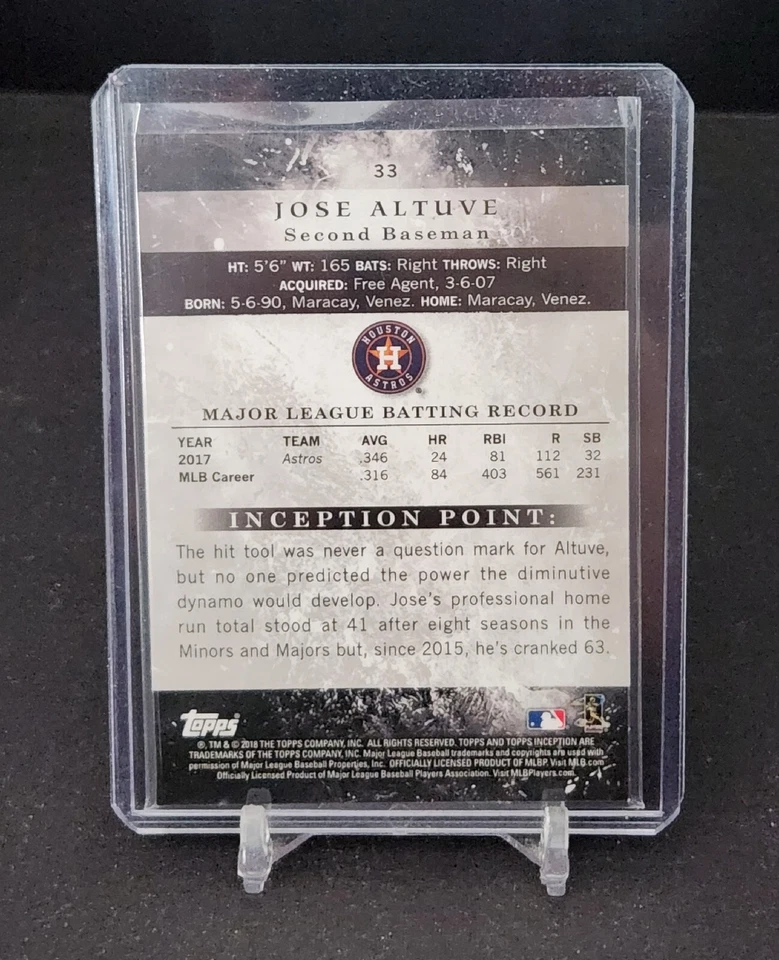 33
JOSE ALTUVE
Second Baseman
HT: 5'6" WT: 165 BATS: Right THROWS: Right
ACQUIRED: Free Agent, 3-6-07
BORN: 5-6-90, Maracay, Venez. HOME: Maracay, Venez.
HOUSTON
H
ASTROS
MAJOR LEAGUE BATTING RECORD
YEAR TEAM AVG HR RBI R SB
2017 Astros .346 24 81 112 32
MLB Career .316 84 403 561 231
INCEPTION POINT:
The hit tool was never a question mark for Altuve,
but no one predicted the power the diminutive
dynamo would develop. Jose's professional home
run total stood at 41 after eight seasons in the
Minors and Majors but, since 2015, he's cranked 63.
topps
®, TM & © 2018 THE TOPPS COMPANY, INC. ALL RIGHTS RESERVED. TOPPS AND TOPPS INCEPTION ARE
TRADEMARKS OF THE TOPPS COMPANY, INC. Major League Baseball trademarks and copyrights are used with
permission of Major League Baseball Properties, Inc. OFFICIALLY LICENSED PRODUCT OF MLBP. Visit MLB.com
Officially Licensed Product of Major League Baseball Players Association. Visit MLBPlayers.com.